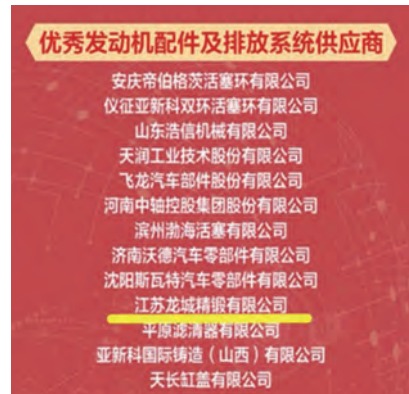 优秀发动机配件及排放系统供应商
安庆帝伯格茨活塞环有限公司
仪征亚新科双环活塞环有限公司
山东浩信机械有限公司
天润工业技术股份有限公司
飞龙汽车部件股份有限公司
河南中轴控股集团股份有限公司
滨州渤海活塞有限公司
济南沃德汽车零部件有限公司
沈阳斯瓦特汽车零部件有限公司
江苏龙城精锻有限公司
平原滤清器有限公司
亚新科国际铸造（山西）有限公司
天长缸盖有限公司